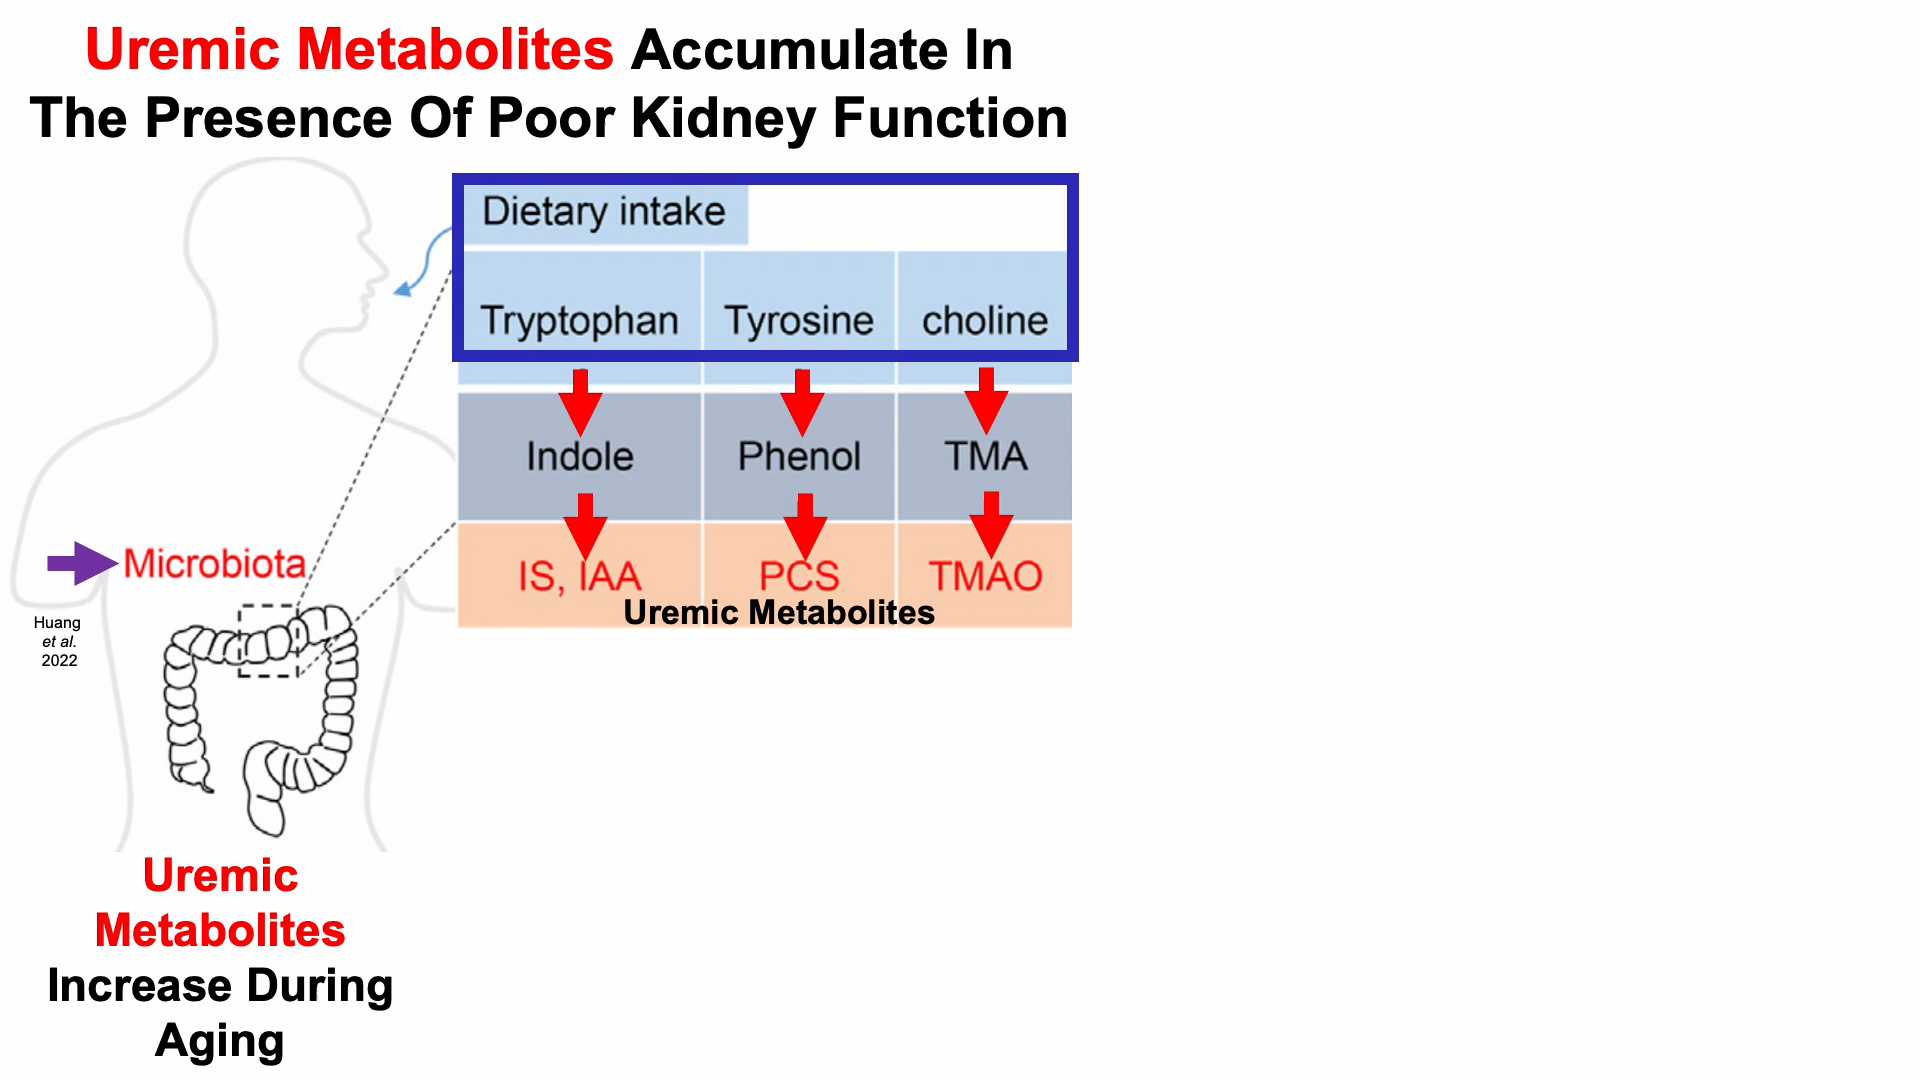 Uremic Metabolites Accumulate In
The Presence Of Poor Kidney Function
Dietary intake
Tryptophan Tyrosine choline
Indole Phenol TMA
IS, IAA PCS TMAO
Uremic Metabolites
Microbiota
Huang
et al.
2022
Uremic
Metabolites
Increase During
Aging